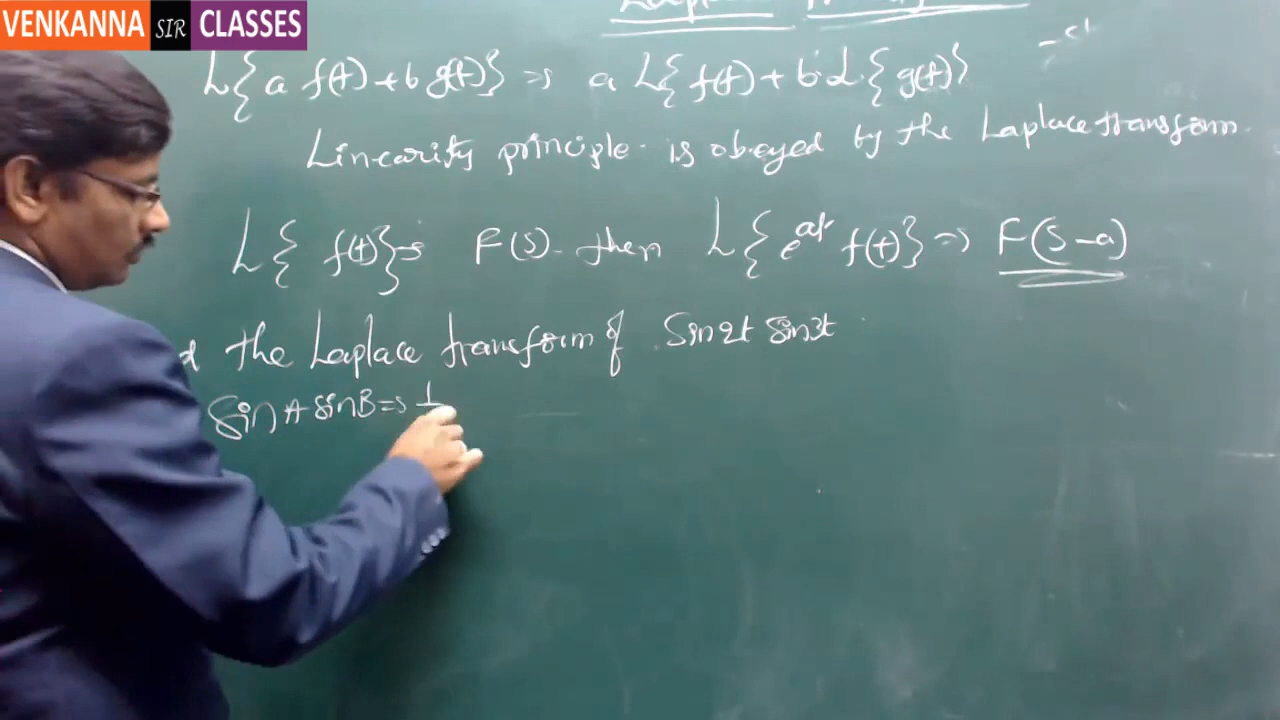 VENKANNA SIR CLASSES
L{a f(t) + b g(t)} ⇒ a L{f(t) + b.L.{g(t)}
Linearity principle is obeyed by the Laplace transform.
L{f(t)} = F(s) then L{e^at f(t)} ⇒ F(s-a)
the Laplace transform of Sin2t Sin3t
Sin A Sin B = 1